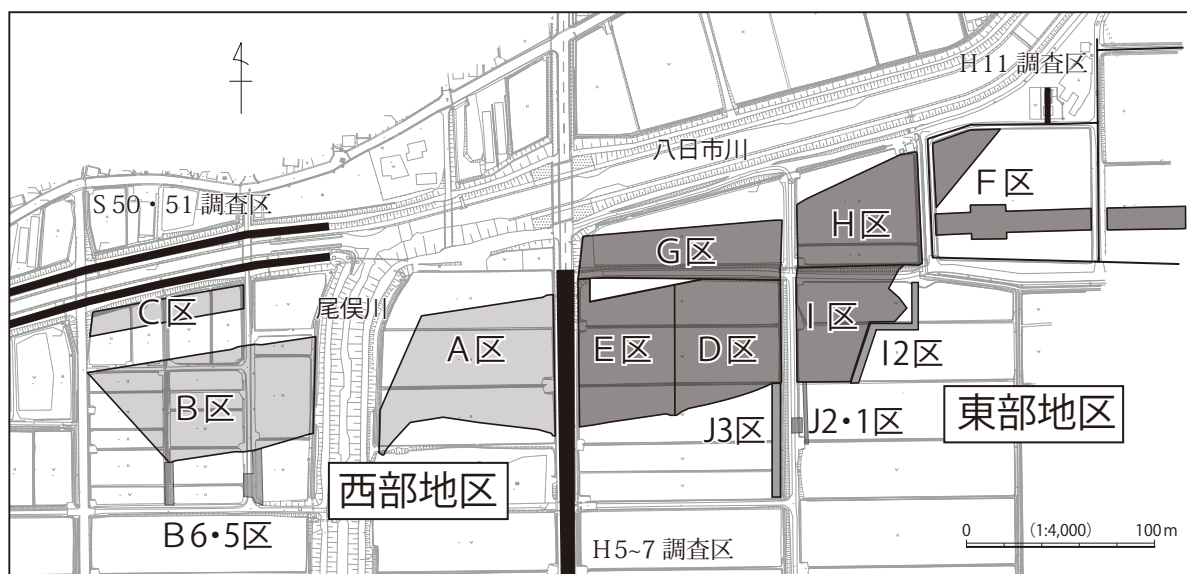 H11 調査区
八日市川
F区
S 50・51 調査区
H区
G区
C区
尾俣川
A区
E区
D区
I区
I2区
B区
J3区
J2・1区
東部地区
西部地区
B6・5区
H5~7 調査区
0 (1:4,000) 100m